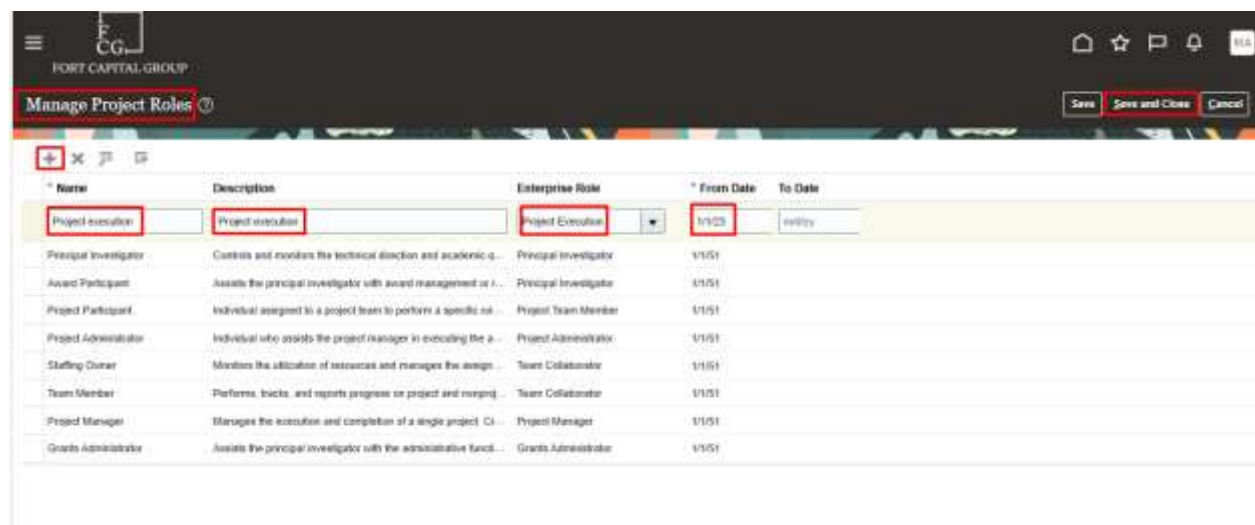 F
CG
FORT CAPITAL GROUP
MA
Manage Project Roles
Save Save and Close Cancel
* Name Description Enterprise Role * From Date To Date
Project execution Project execution Project Execution 1/1/23 m/d/yy
Principal Investigator Controls and monitors the technical direction and academic q... Principal Investigator 1/1/51
Award Participant Assists the principal investigator with award management or r... Principal Investigator 1/1/51
Project Participant Individual assigned to a project team to perform a specific rol... Project Team Member 1/1/51
Project Administrator Individual who assists the project manager in executing the a... Project Administrator 1/1/51
Staffing Owner Monitors the utilization of resources and manages the assign... Team Collaborator 1/1/51
Team Member Performs, tracks, and reports progress on project and nonproj... Team Collaborator 1/1/51
Project Manager Manages the execution and completion of a single project. Co... Project Manager 1/1/51
Grants Administrator Assists the principal investigator with the administrative functi... Grants Administrator 1/1/51